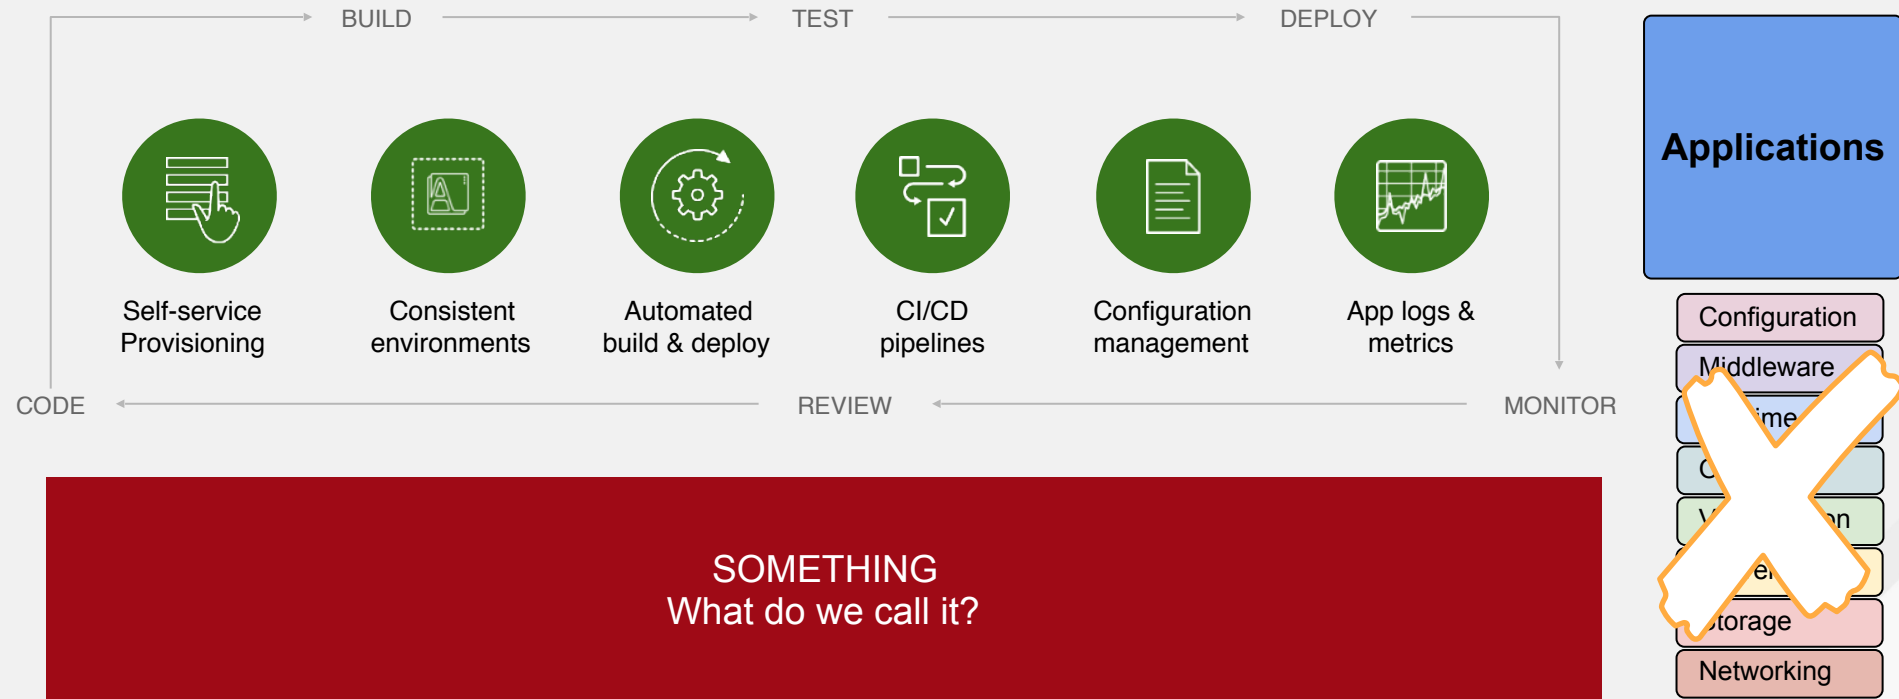 BUILD
TEST
DEPLOY
Self-service
Provisioning
Consistent
environments
Automated
build & deploy
CI/CD
pipelines
Configuration
management
App logs &
metrics
CODE
REVIEW
MONITOR
SOMETHING
What do we call it?
Applications
Configuration
Middleware
Networking